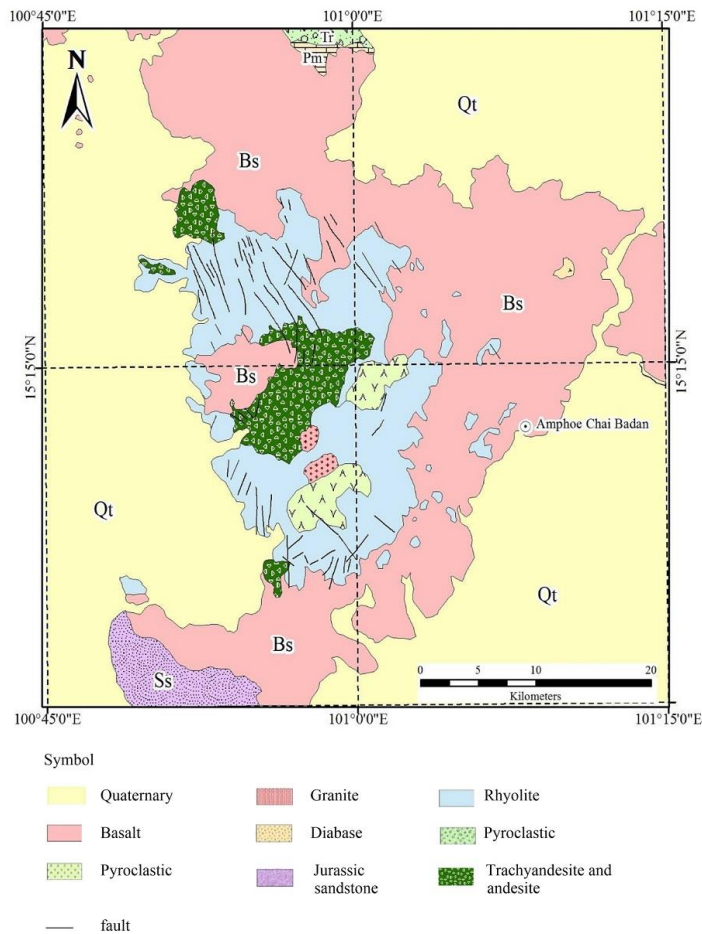 100°45'0"E 101°0'0"E 101°15'0"E
Tr
Pm
N
Qt
Bs
Bs
15°15'0"N 15°15'0"N
Bs
Amphoe Chai Badan
Qt
Qt
Bs
Ss
0 5 10 20
Kilometers
100°45'0"E 101°0'0"E 101°15'0"E
Symbol
Quaternary Granite Rhyolite
Basalt Diabase Pyroclastic
Pyroclastic Jurassic sandstone Trachyandesite and andesite
fault